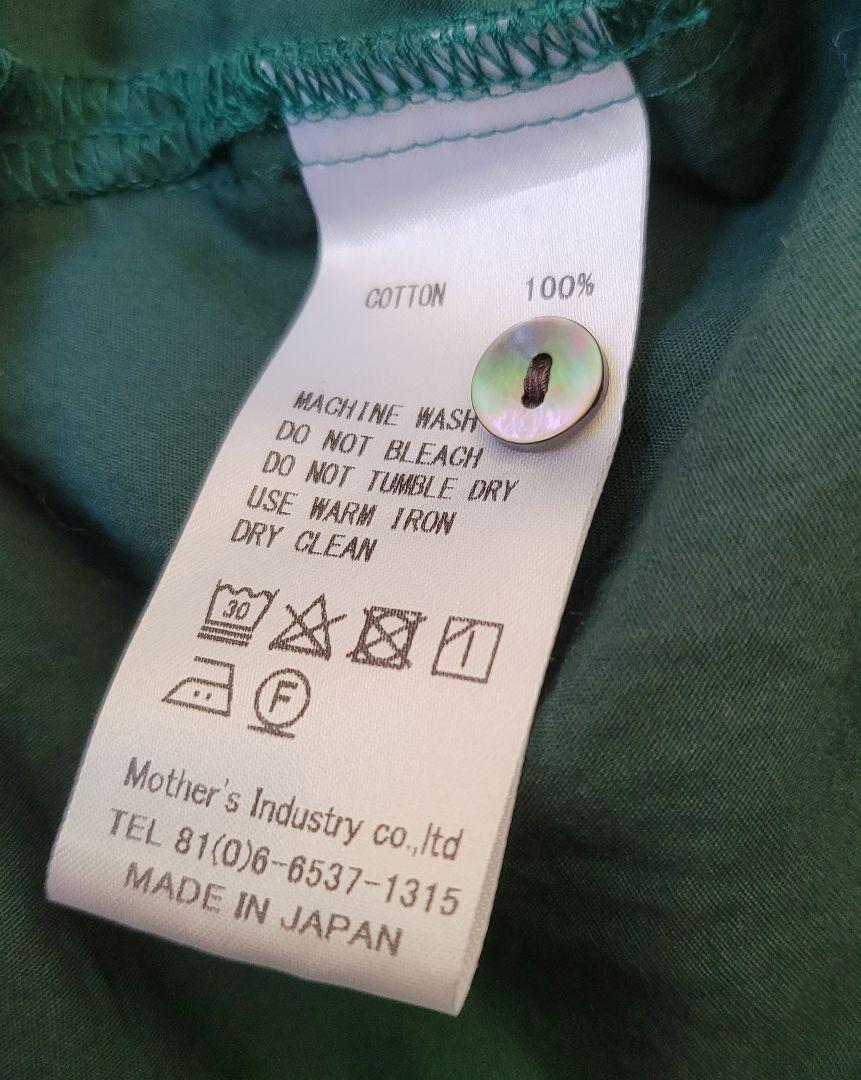 COTTON 100%
MACHINE WASH
DO NOT BLEACH
DO NOT TUMBLE DRY
USE WARM IRON
DRY CLEAN
30
F
Mother's Industry co.,ltd
TEL 81(0)6-6537-1315
MADE IN JAPAN